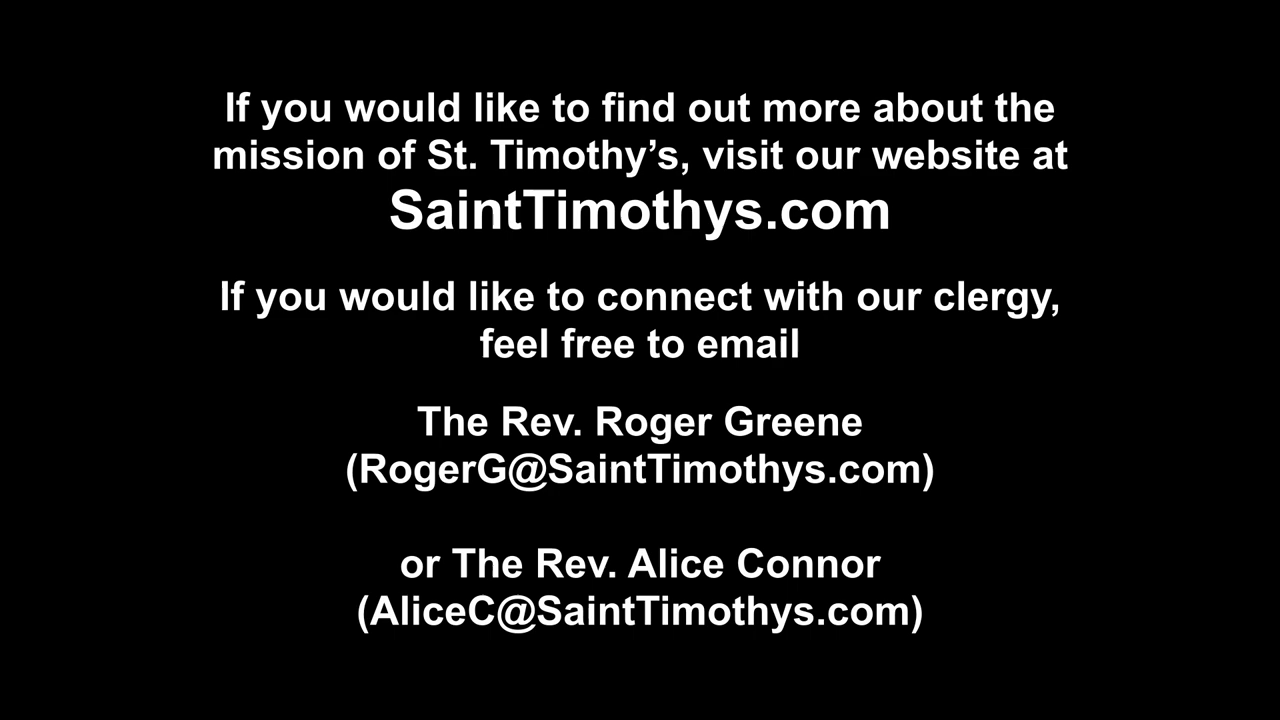 If you would like to find out more about the
mission of St. Timothy’s, visit our website at
SaintTimothys.com
If you would like to connect with our clergy,
feel free to email
The Rev. Roger Greene
(RogerG@SaintTimothys.com)
or The Rev. Alice Connor
(AliceC@SaintTimothys.com)